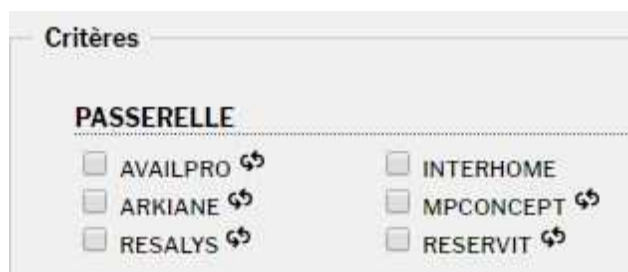 Critères
PASSERELLE
AVAILPRO INTERHOME
ARKIANE MPCONCEPT
RESALYS RESERVIT